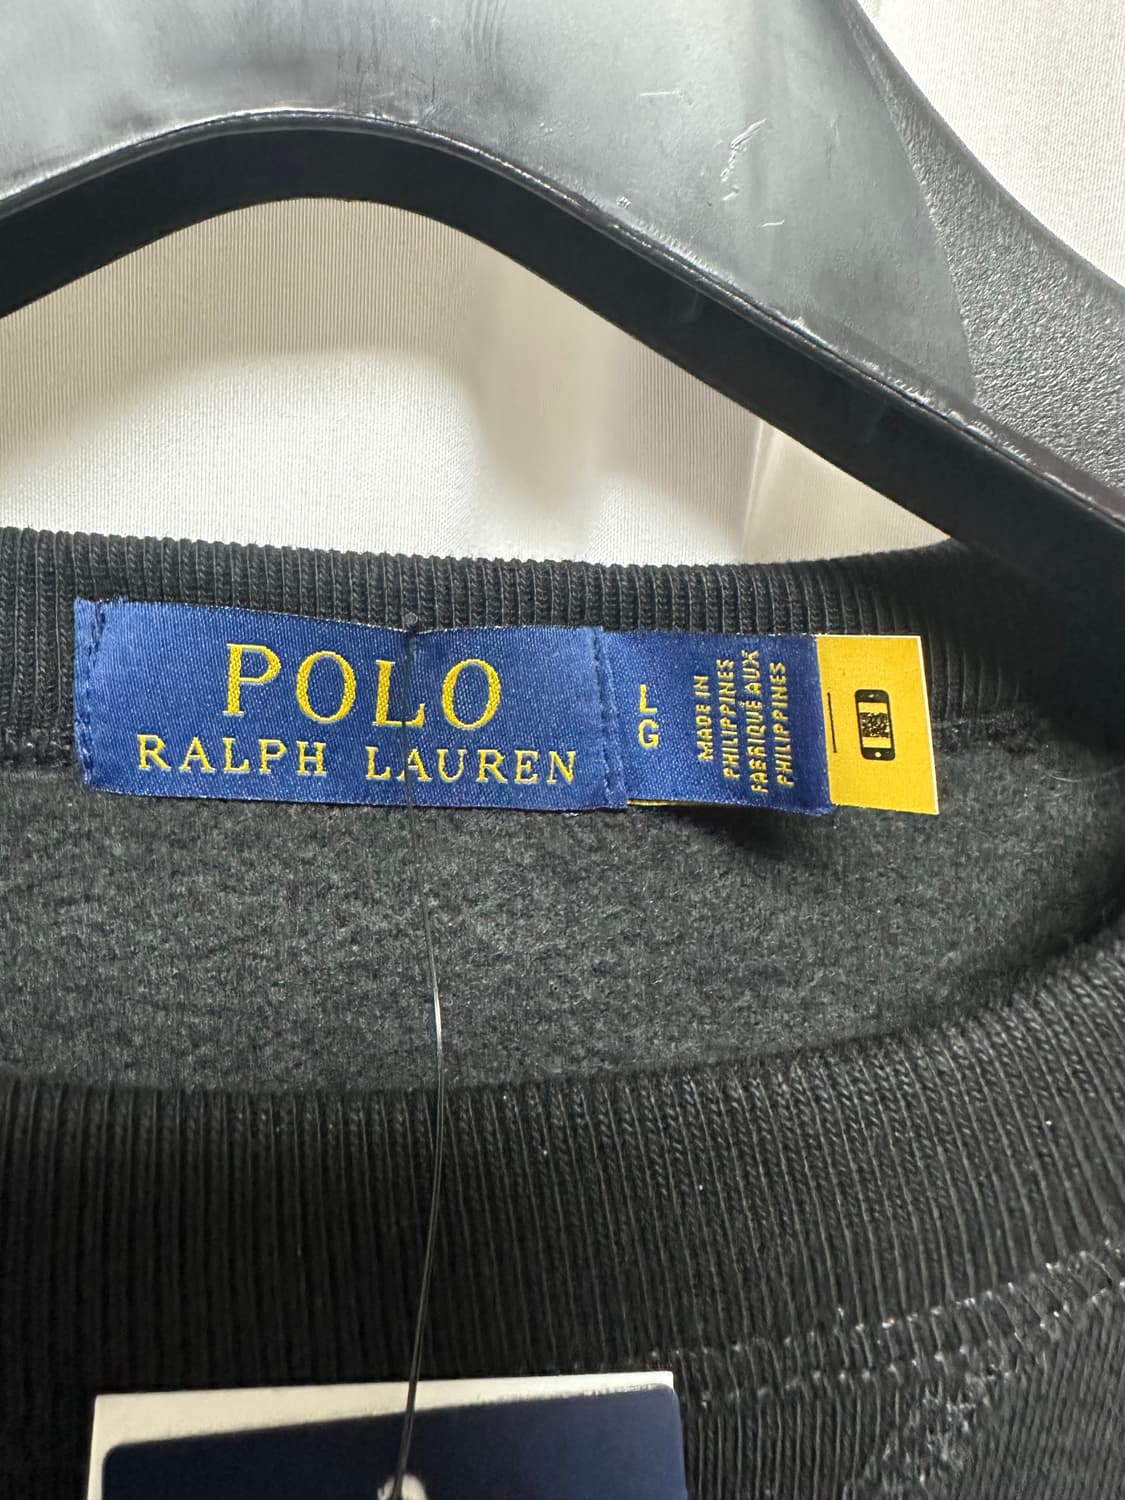 POLO
RALPH LAUREN
L
G
MADE IN
PHILIPPINES
FABRIQUÉ AUX
PHILIPPINES